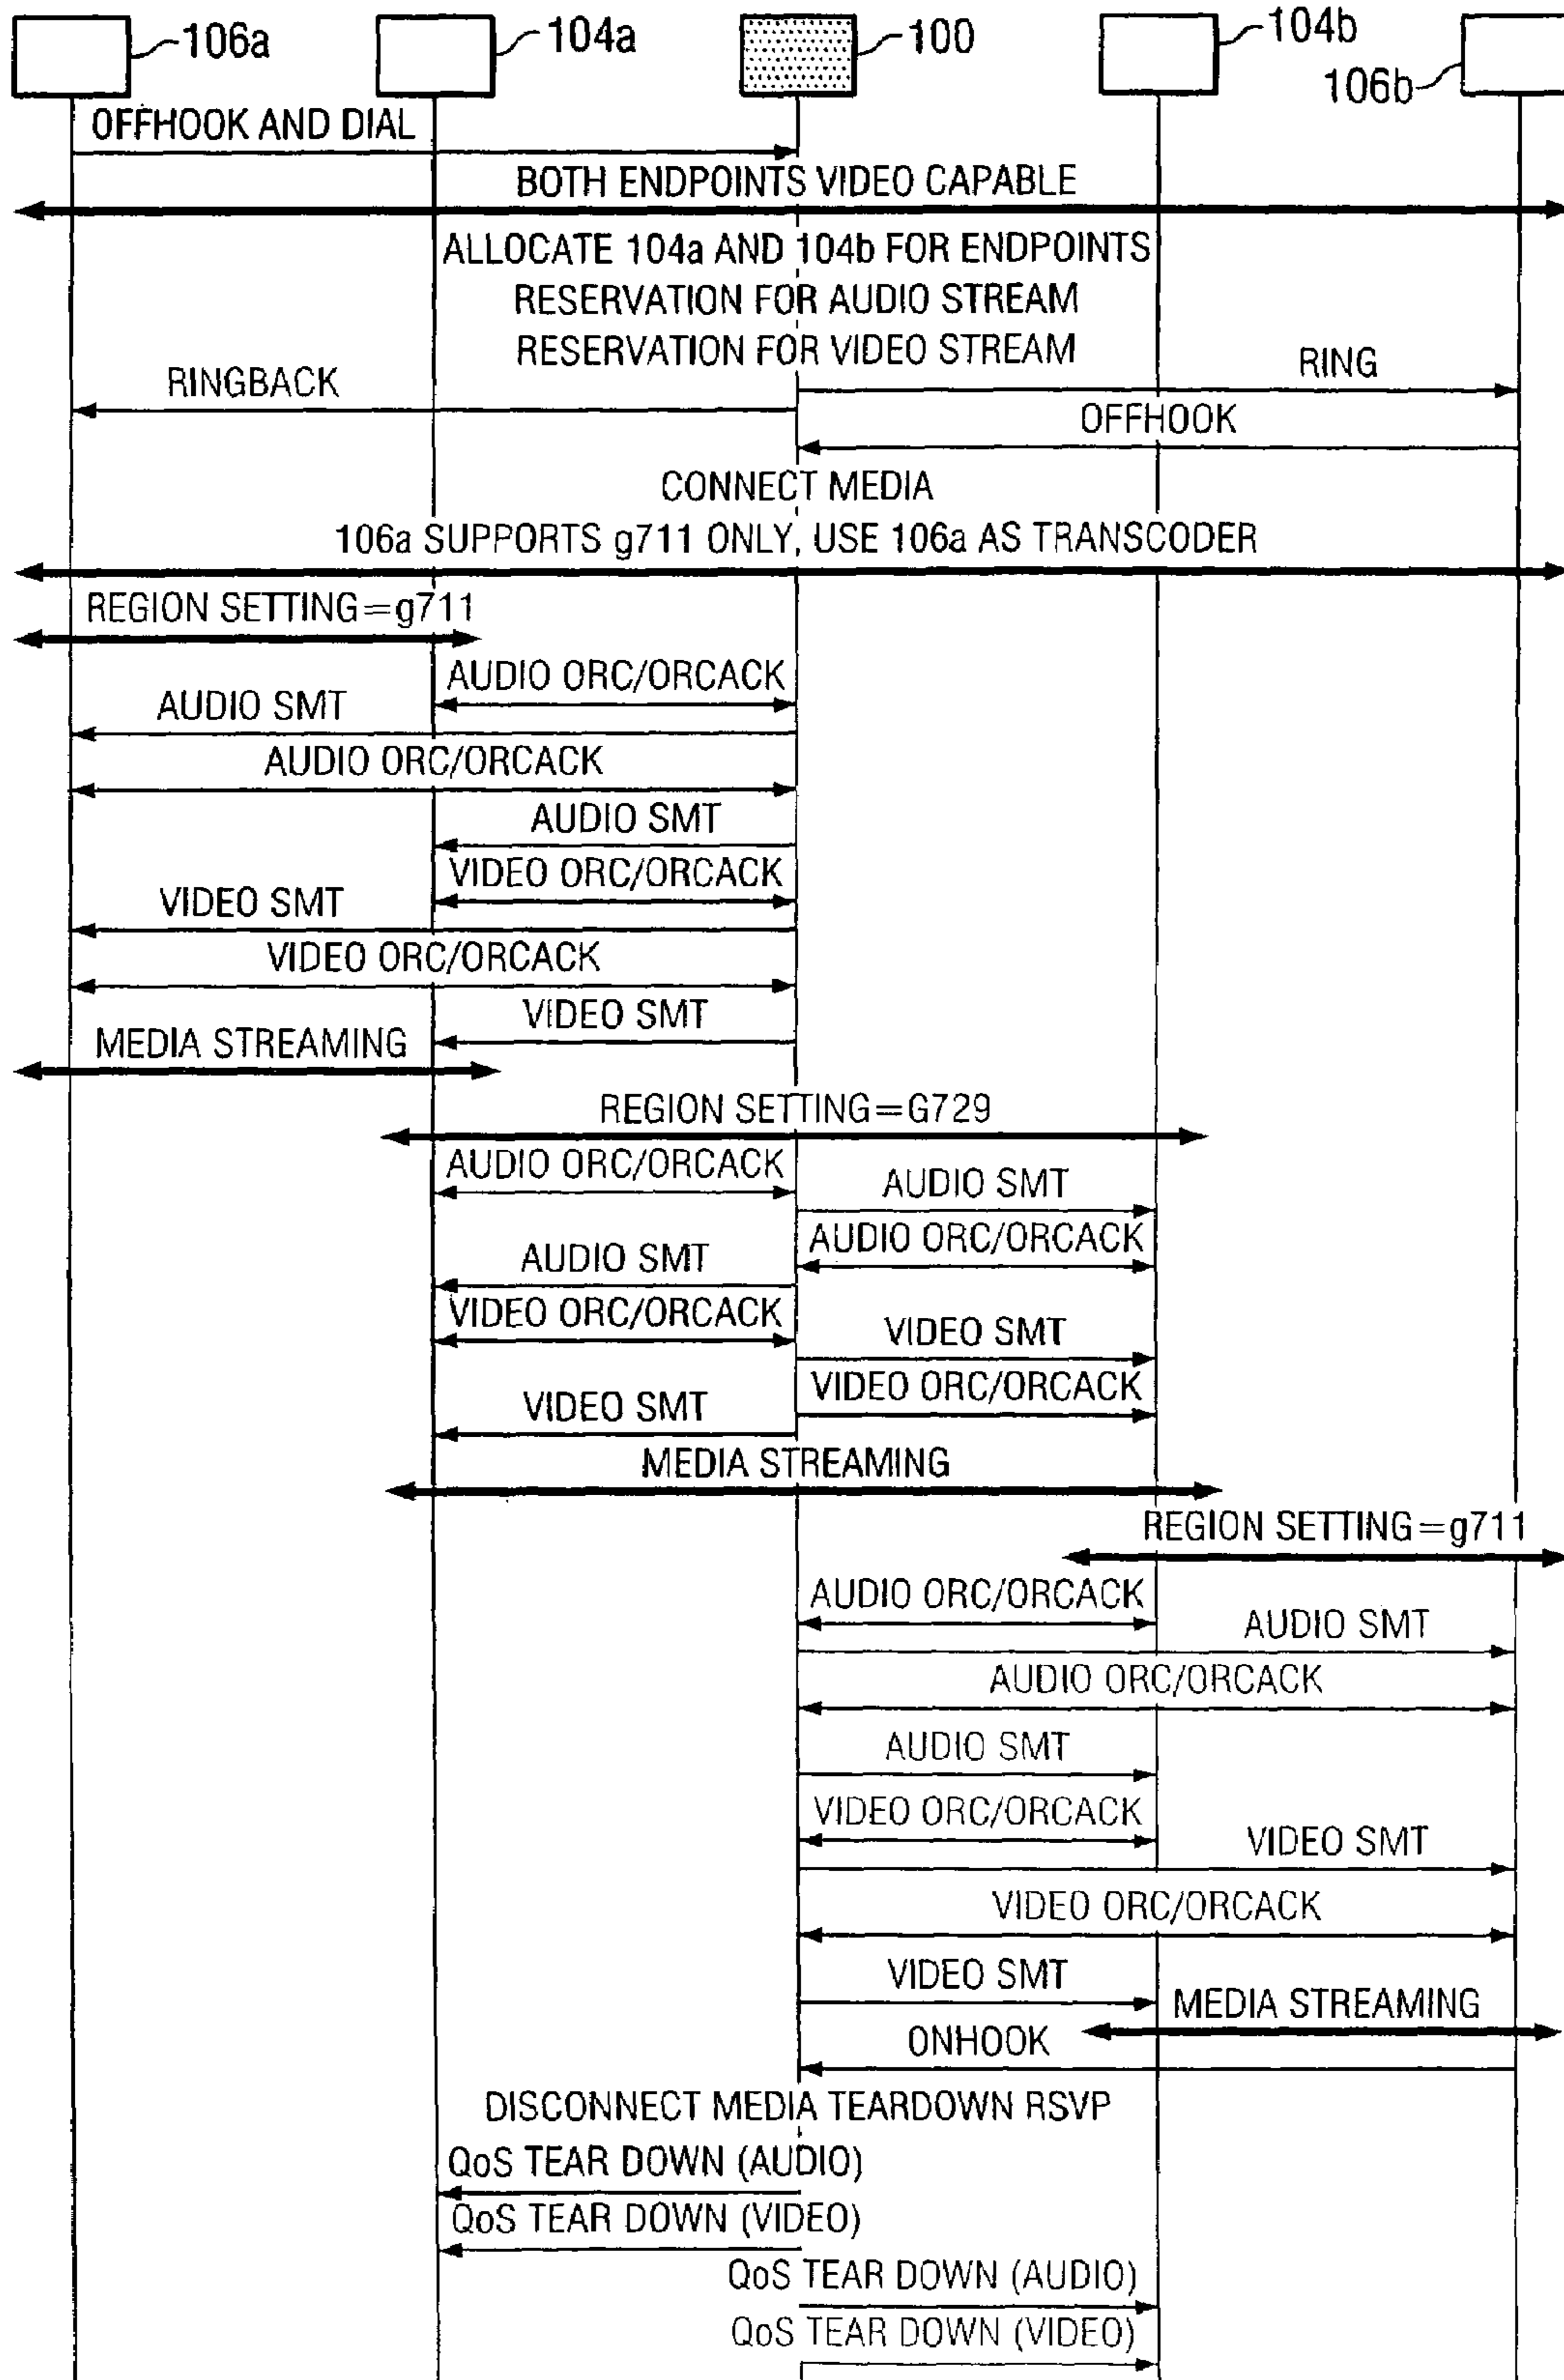 106a
104a
100
104b
106b
OFFHOOK AND DIAL
BOTH ENDPOINTS VIDEO CAPABLE
ALLOCATE 104a AND 104b FOR ENDPOINTS
RESERVATION FOR AUDIO STREAM
RESERVATION FOR VIDEO STREAM
RING
RINGBACK
OFFHOOK
CONNECT MEDIA
106a SUPPORTS g711 ONLY, USE 106a AS TRANSCODER
REGION SETTING=g711
AUDIO ORC/ORCACK
AUDIO SMT
AUDIO ORC/ORCACK
AUDIO SMT
VIDEO ORC/ORCACK
VIDEO SMT
VIDEO ORC/ORCACK
VIDEO SMT
MEDIA STREAMING
REGION SETTING=G729
AUDIO ORC/ORCACK
AUDIO SMT
AUDIO ORC/ORCACK
AUDIO SMT
VIDEO ORC/ORCACK
VIDEO SMT
VIDEO ORC/ORCACK
VIDEO SMT
MEDIA STREAMING
REGION SETTING=g711
AUDIO ORC/ORCACK
AUDIO SMT
AUDIO ORC/ORCACK
AUDIO SMT
VIDEO ORC/ORCACK
VIDEO SMT
VIDEO ORC/ORCACK
VIDEO SMT
MEDIA STREAMING
ONHOOK
DISCONNECT MEDIA TEARDOWN RSVP
QoS TEAR DOWN (AUDIO)
QoS TEAR DOWN (VIDEO)
QoS TEAR DOWN (AUDIO)
QoS TEAR DOWN (VIDEO)